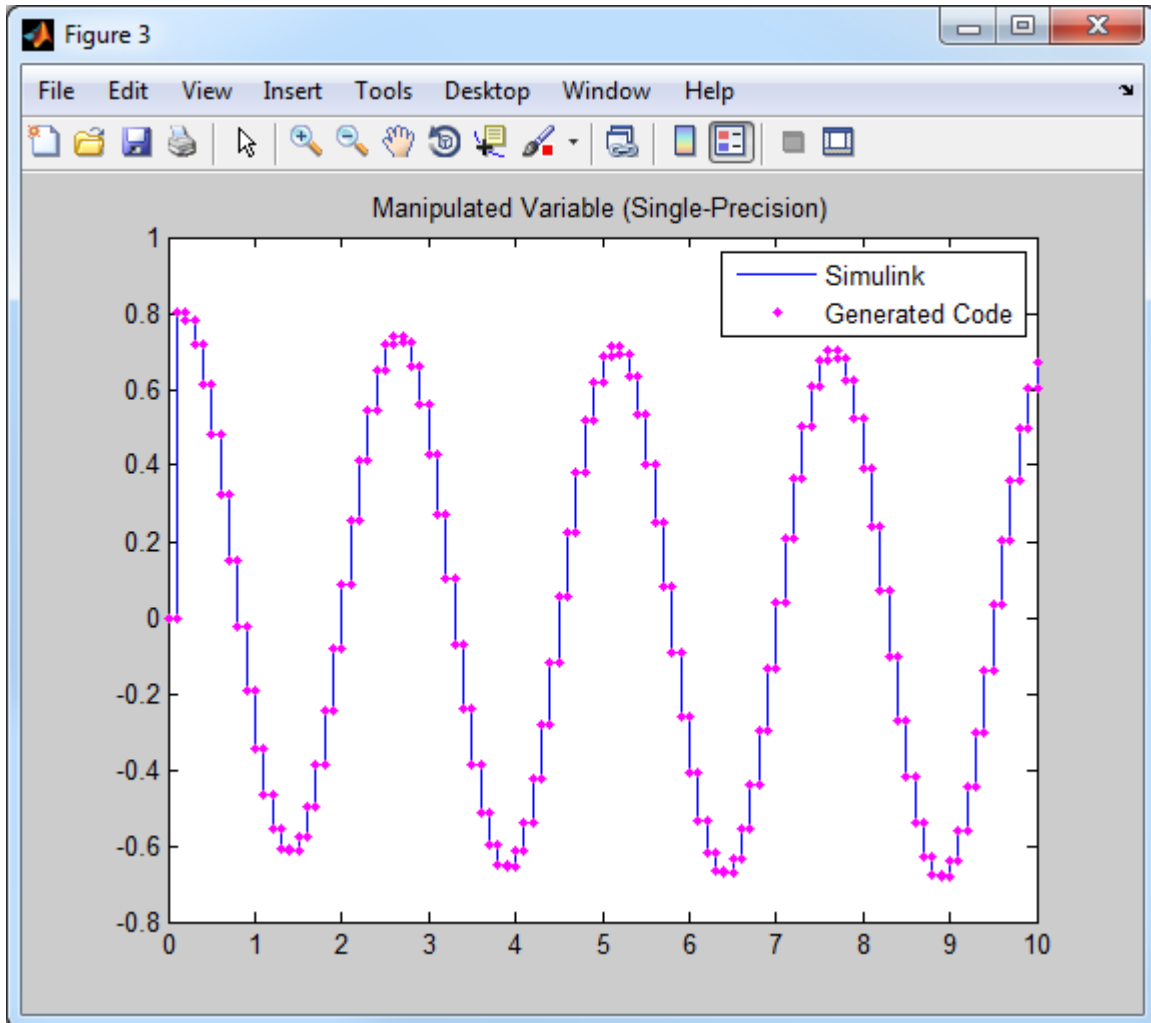 Figure 3
File Edit View Insert Tools Desktop Window Help
Manipulated Variable (Single-Precision)
Simulink
Generated Code
1
0.8
0.6
0.4
0.2
0
-0.2
-0.4
-0.6
-0.8
0 1 2 3 4 5 6 7 8 9 10